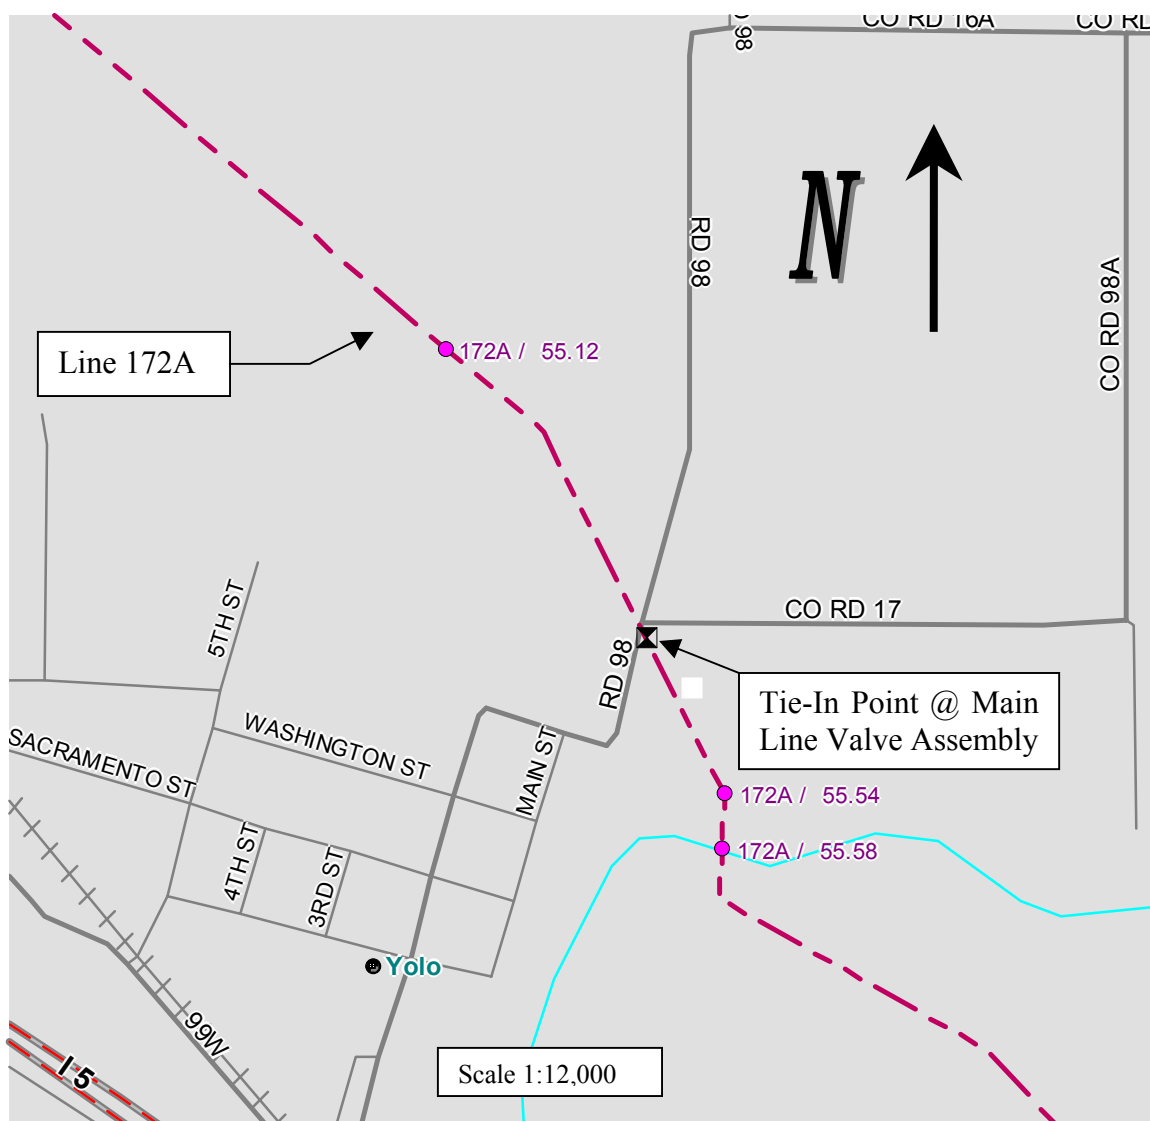 CO RD 16A
CO RD
98
N
RD 98
CO RD 98A
Line 172A
172A / 55.12
5TH ST
CO RD 17
RD 98
Tie-In Point @ Main
Line Valve Assembly
WASHINGTON ST
SACRAMENTO ST
MAIN ST
172A / 55.54
172A / 55.58
4TH ST
3RD ST
Yolo
99W
I 5
Scale 1:12,000